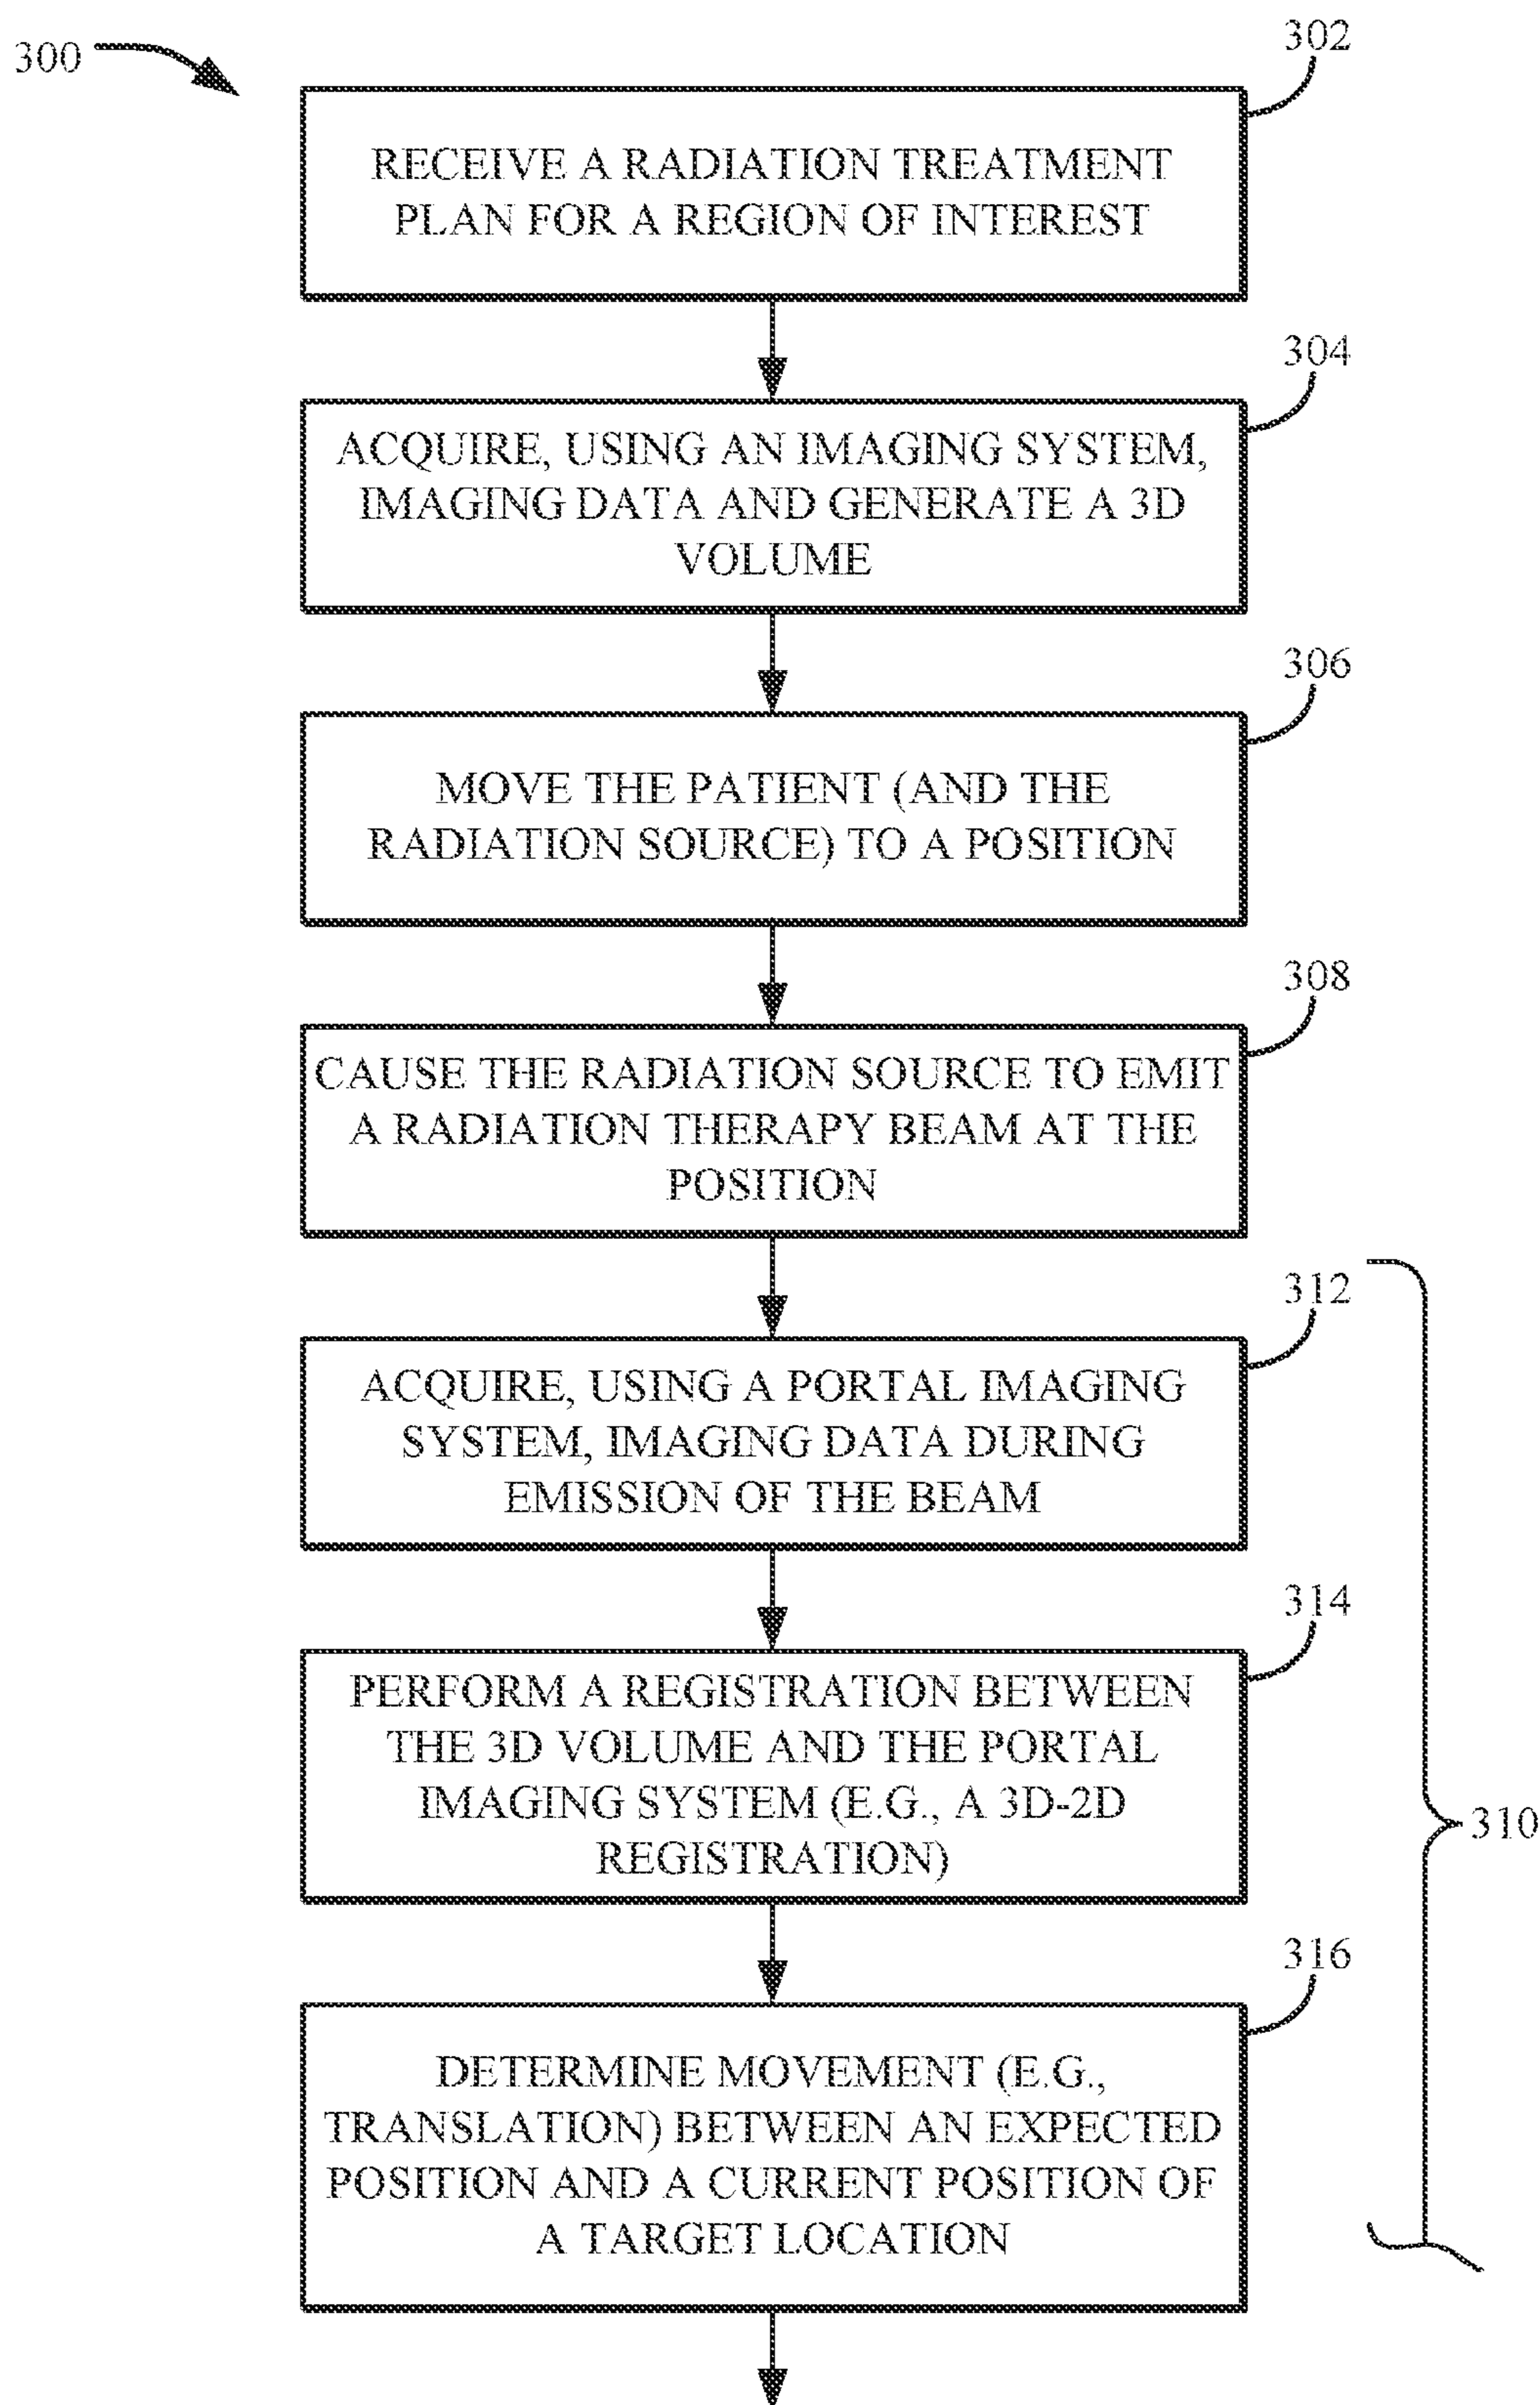 300
302
RECEIVE A RADIATION TREATMENT
PLAN FOR A REGION OF INTEREST
304
ACQUIRE, USING AN IMAGING SYSTEM,
IMAGING DATA AND GENERATE A 3D
VOLUME
306
MOVE THE PATIENT (AND THE
RADIATION SOURCE) TO A POSITION
308
CAUSE THE RADIATION SOURCE TO EMIT
A RADIATION THERAPY BEAM AT THE
POSITION
312
ACQUIRE, USING A PORTAL IMAGING
SYSTEM, IMAGING DATA DURING
EMISSION OF THE BEAM
314
PERFORM A REGISTRATION BETWEEN
THE 3D VOLUME AND THE PORTAL
IMAGING SYSTEM (E.G., A 3D-2D
REGISTRATION)
310
316
DETERMINE MOVEMENT (E.G.,
TRANSLATION) BETWEEN AN EXPECTED
POSITION AND A CURRENT POSITION OF
A TARGET LOCATION